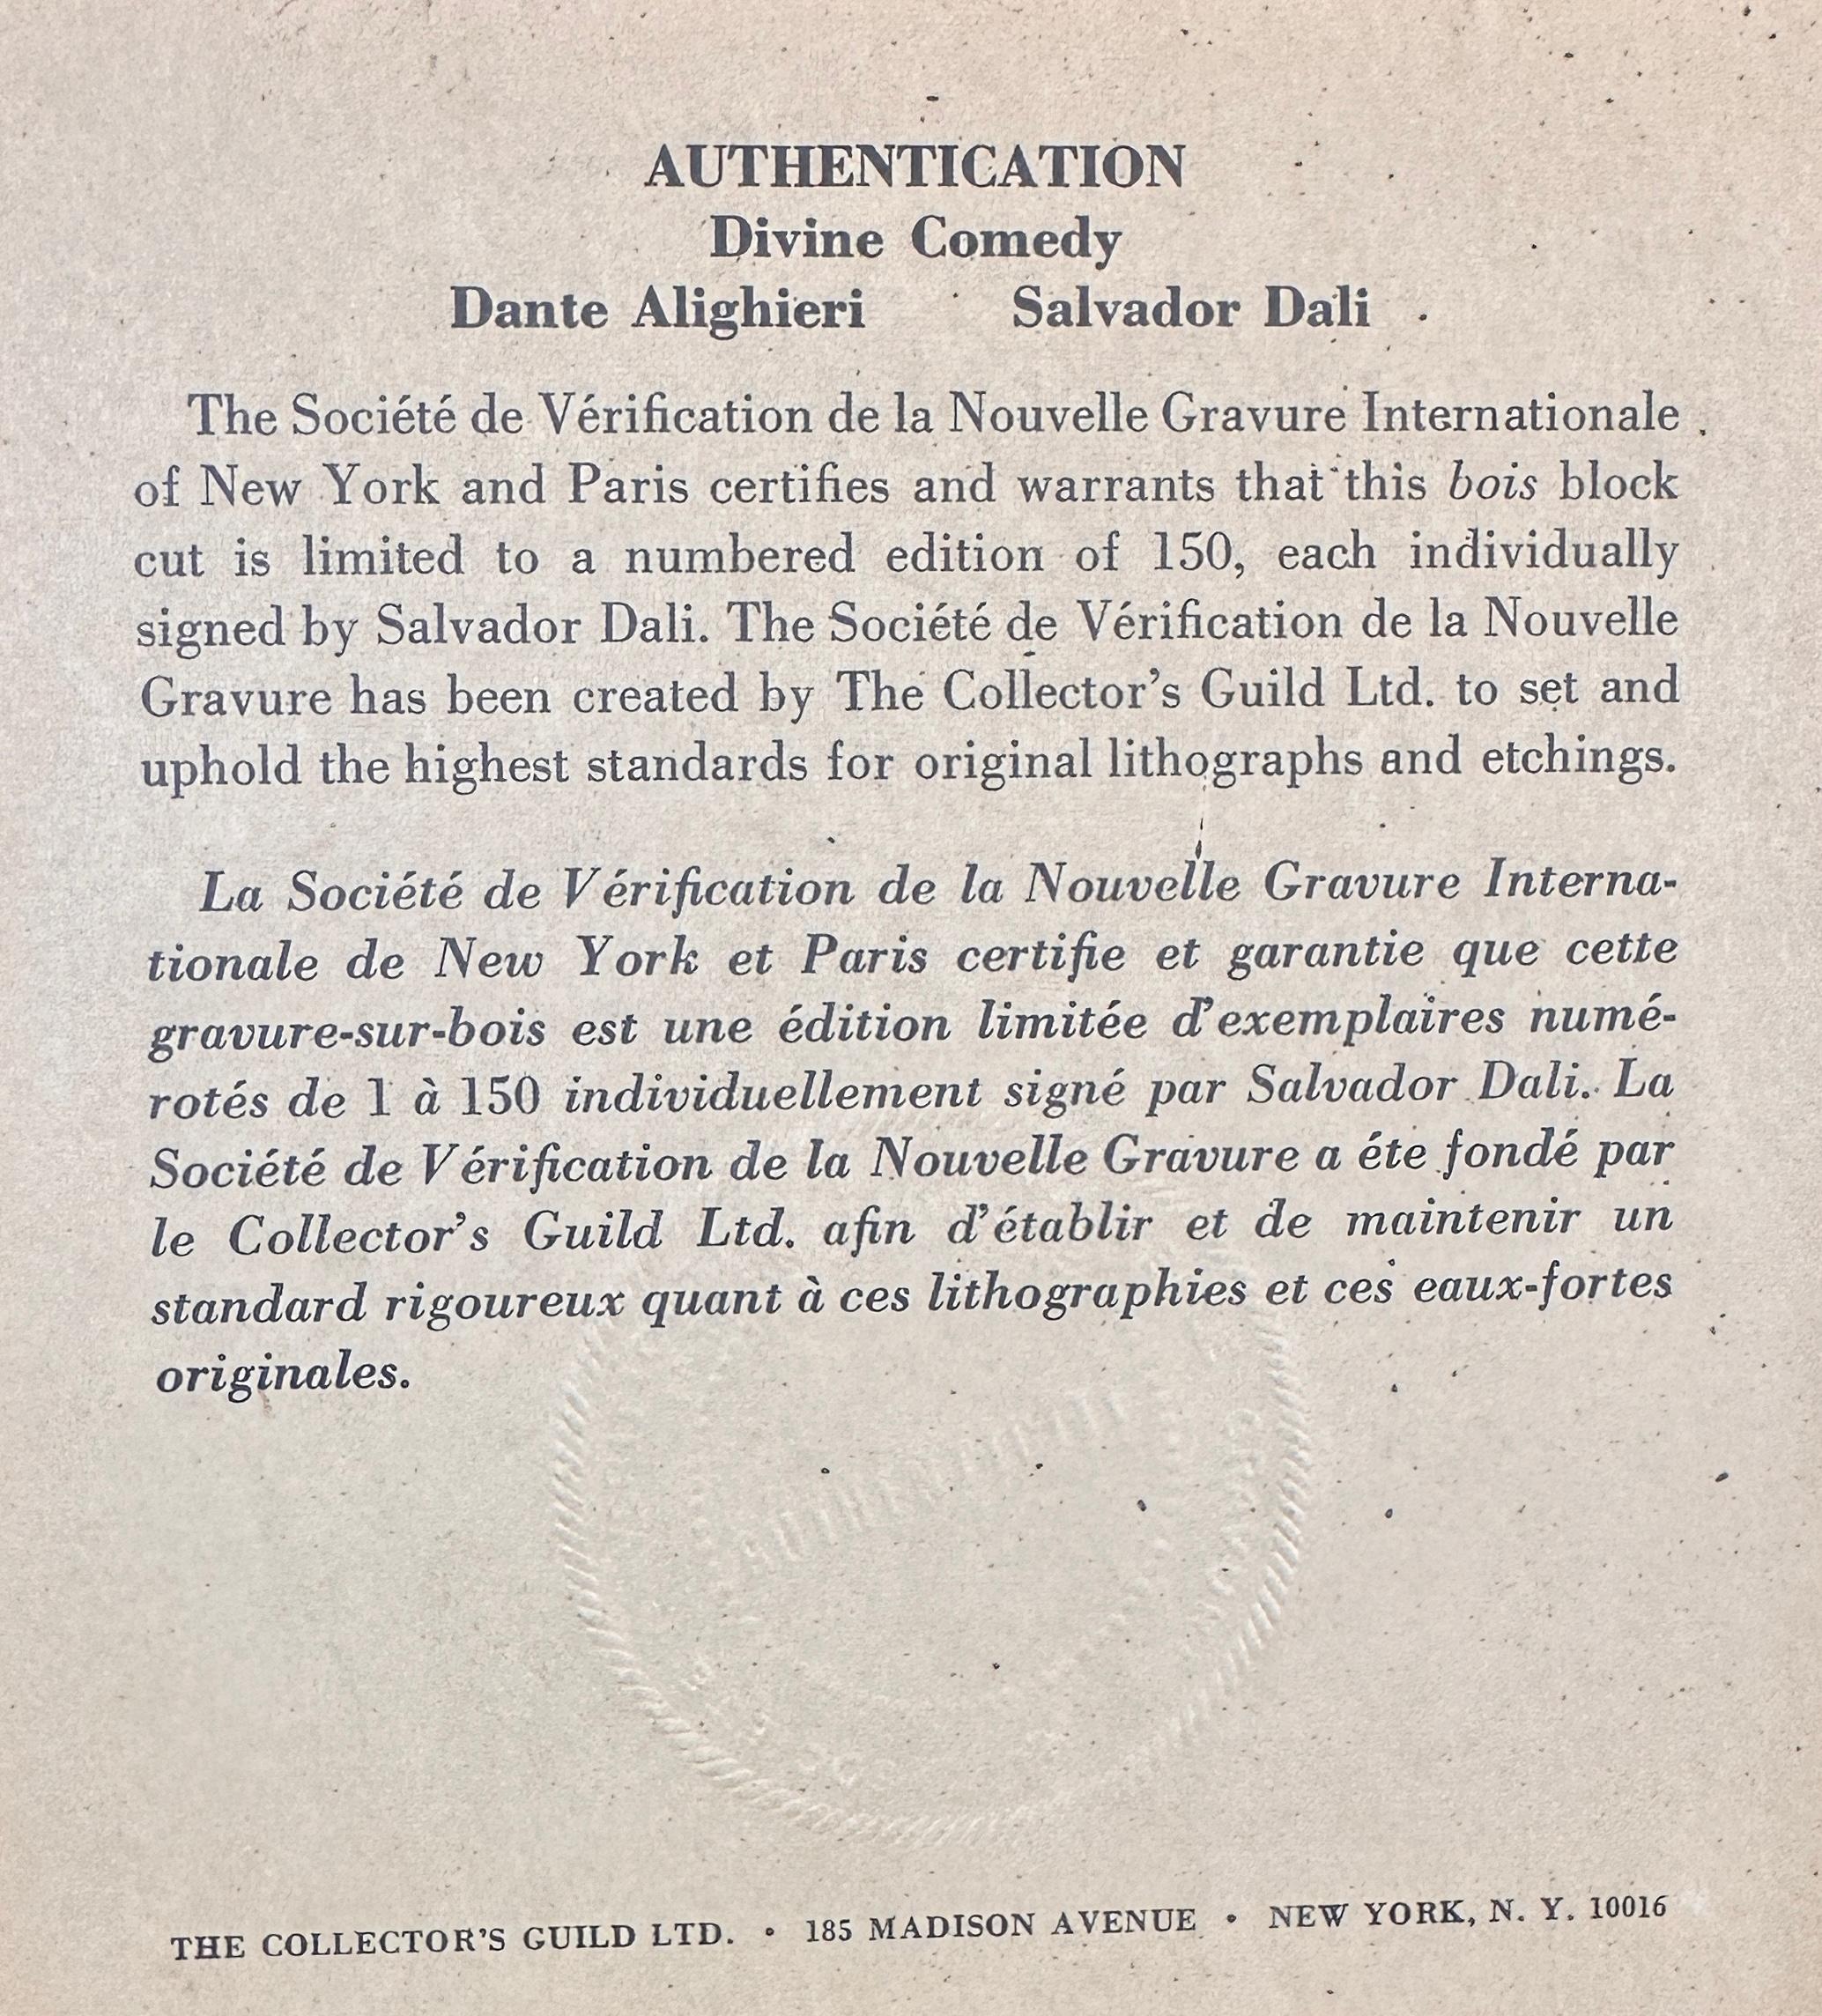 AUTHENTICATION
Divine Comedy
Dante Alighieri Salvador Dali
The Société de Vérification de la Nouvelle Gravure Internationale
of New York and Paris certifies and warrants that this bois block
cut is limited to a numbered edition of 150, each individually
signed by Salvador Dali. The Société de Vérification de la Nouvelle
Gravure has been created by The Collector's Guild Ltd. to set and
uphold the highest standards for original lithographs and etchings.
La Société de Vérification de la Nouvelle Gravure Interna-
tionale de New York et Paris certifie et garantie que cette
gravure-sur-bois est une édition limitée d'exemplaires numé-
rotés de 1 à 150 individuellement signé par Salvador Dali. La
Société de Vérification de la Nouvelle Gravure a éte fondé par
le Collector's Guild Ltd. afin d'établir et de maintenir un
standard rigoureux quant à ces lithographies et ces eaux-fortes
originales.
THE COLLECTOR'S GUILD LTD. • 185 MADISON AVENUE • NEW YORK, N. Y. 10016